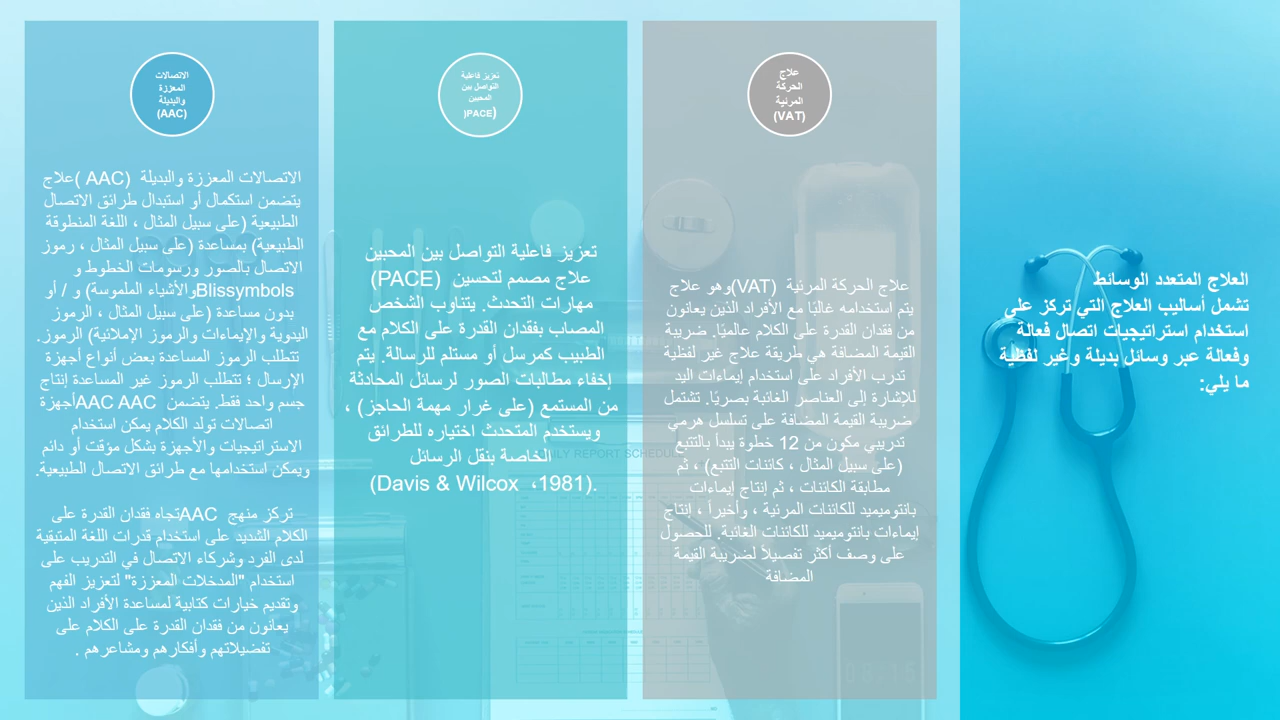 العلاج المتعدد الوسائط
تشمل أساليب العلاج التي تركز على
استخدام استراتيجيات اتصال فعالة
وفعالة عبر وسائل بديلة وغير لفظية
ما يلي:
علاج
الحركة
المرئية
(VAT)
علاج الحركة المرئية (VAT)وهو علاج
يتم استخدامه غالبًا مع الأفراد الذين يعانون
من فقدان القدرة على الكلام عالميًا. ضريبة
القيمة المضافة هي طريقة علاج غير لفظية
تدرب الأفراد على استخدام إيماءات اليد
للإشارة إلى العناصر الغائبة بصريًا. تشتمل
ضريبة القيمة المضافة على تسلسل هرمي
تدريبي مكون من 12 خطوة يبدأ بالتتبع
(على سبيل المثال ، كائنات التتبع) ، ثم
مطابقة الكائنات ، ثم إنتاج إيماءات
بانتوميميد للكائنات المرئية ، وأخيراً ، إنتاج
إيماءات بانتوميميد للكائنات الغائبة. للحصول
على وصف أكثر تفصيلاً لضريبة القيمة
المضافة
تعزيز فاعلية
التواصل بين
المحبين
(PACE(
تعزيز فاعلية التواصل بين المحبين
(PACE) علاج مصمم لتحسين
مهارات التحدث. يتناوب الشخص
المصاب بفقدان القدرة على الكلام مع
الطبيب كمرسل أو مستلم للرسالة. يتم
إخفاء مطالبات الصور لرسائل المحادثة
من المستمع (على غرار مهمة الحاجز) ،
ويستخدم المتحدث اختياره للطرائق
الخاصة بنقل الرسائل
(Davis & Wilcox ،1981).
الاتصالات
المعززة
والبديلة
(AAC)
الاتصالات المعززة والبديلة (AAC )علاج
يتضمن استكمال أو استبدال طرائق الاتصال
الطبيعية (على سبيل المثال ، اللغة المنطوقة
الطبيعية) بمساعدة (على سبيل المثال ، رموز
الاتصال بالصور ورسومات الخطوط و
Blissymbolsوالأشياء الملموسة) و / أو
بدون مساعدة (على سبيل المثال ، الرموز
اليدوية والإيماءات والرموز الإملائية) الرموز.
تتطلب الرموز المساعدة بعض أنواع أجهزة
الإرسال ؛ تتطلب الرموز غير المساعدة إنتاج
جسم واحد فقط. يتضمن AAC AACأجهزة
اتصالات تولد الكلام يمكن استخدام
الاستراتيجيات والأجهزة بشكل مؤقت أو دائم
ويمكن استخدامها مع طرائق الاتصال الطبيعية.
تركز منهج AACتجاه فقدان القدرة على
الكلام الشديد على استخدام قدرات اللغة المتبقية
لدى الفرد وشركاء الاتصال في التدريب على
استخدام "المدخلات المعززة" لتعزيز الفهم
وتقديم خيارات كتابية لمساعدة الأفراد الذين
يعانون من فقدان القدرة على الكلام على
تفضيلاتهم وأفكارهم ومشاعرهم .